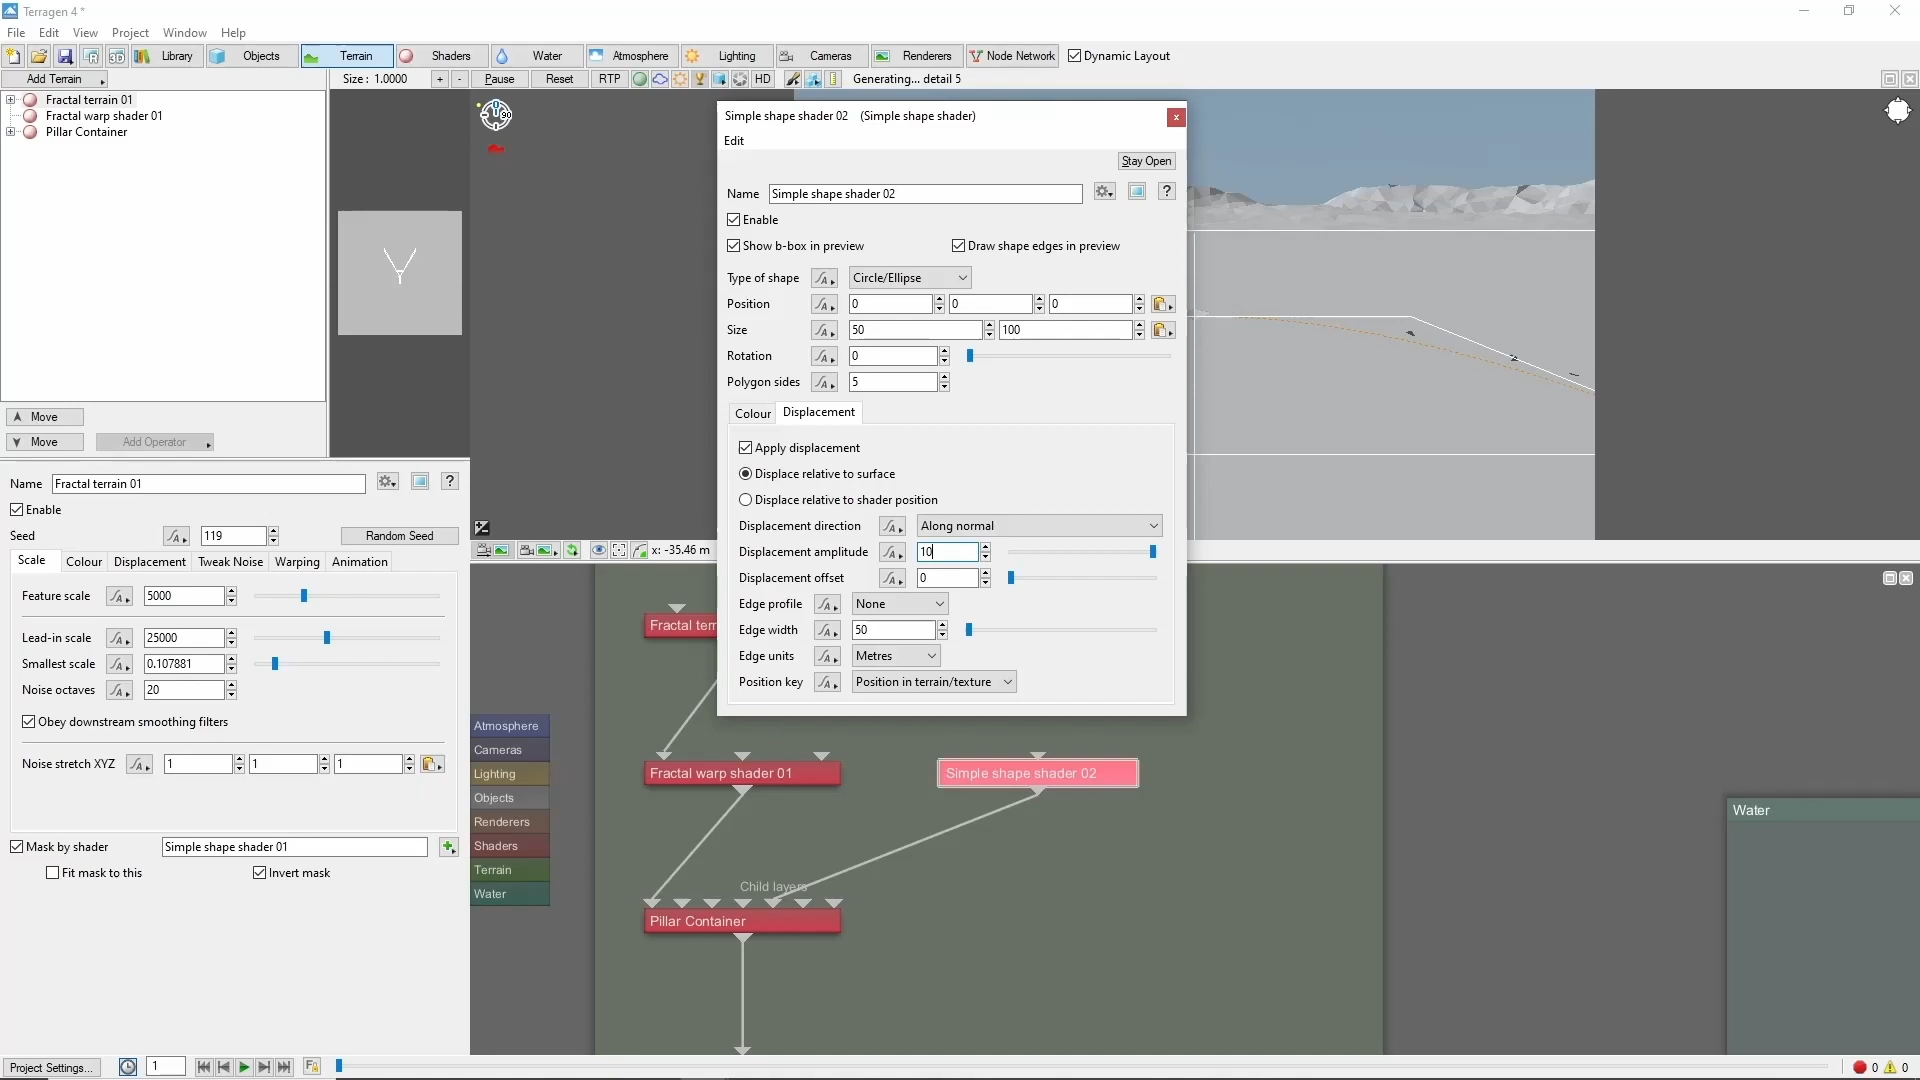 Terragen 4 *
File Edit View Project Window Help
Library Objects Terrain Shaders Water Atmosphere Lighting Cameras Renderers Node Network Dynamic Layout
Add Terrain Size : 1.0000 + - Pause Reset RTP HD Generating... detail 5
Fractal terrain 01
Fractal warp shader 01
Pillar Container
Move
Move Add Operator
Name Fractal terrain 01 ?
Enable
Seed 119 Random Seed
Scale Colour Displacement Tweak Noise Warping Animation
Feature scale 5000
Lead-in scale 25000
Smallest scale 0.107881
Noise octaves 20
Obey downstream smoothing filters
Noise stretch XYZ 1 1 1
Mask by shader Simple shape shader 01
Fit mask to this Invert mask
x: -35.46 m
Simple shape shader 02 (Simple shape shader) x
Edit
Stay Open
Name Simple shape shader 02 ?
Enable
Show b-box in preview Draw shape edges in preview
Type of shape Circle/Ellipse
Position 0 0 0
Size 50 100
Rotation 0
Polygon sides 5
Colour Displacement
Apply displacement
Displace relative to surface
Displace relative to shader position
Displacement direction Along normal
Displacement amplitude 10
Displacement offset 0
Edge profile None
Edge width 50
Edge units Metres
Position key Position in terrain/texture
Atmosphere
Cameras
Lighting
Objects
Renderers
Shaders
Terrain
Water
Fractal terr
Fractal warp shader 01
Simple shape shader 02
Child layers
Pillar Container
Water
Project Settings... 1 0 0